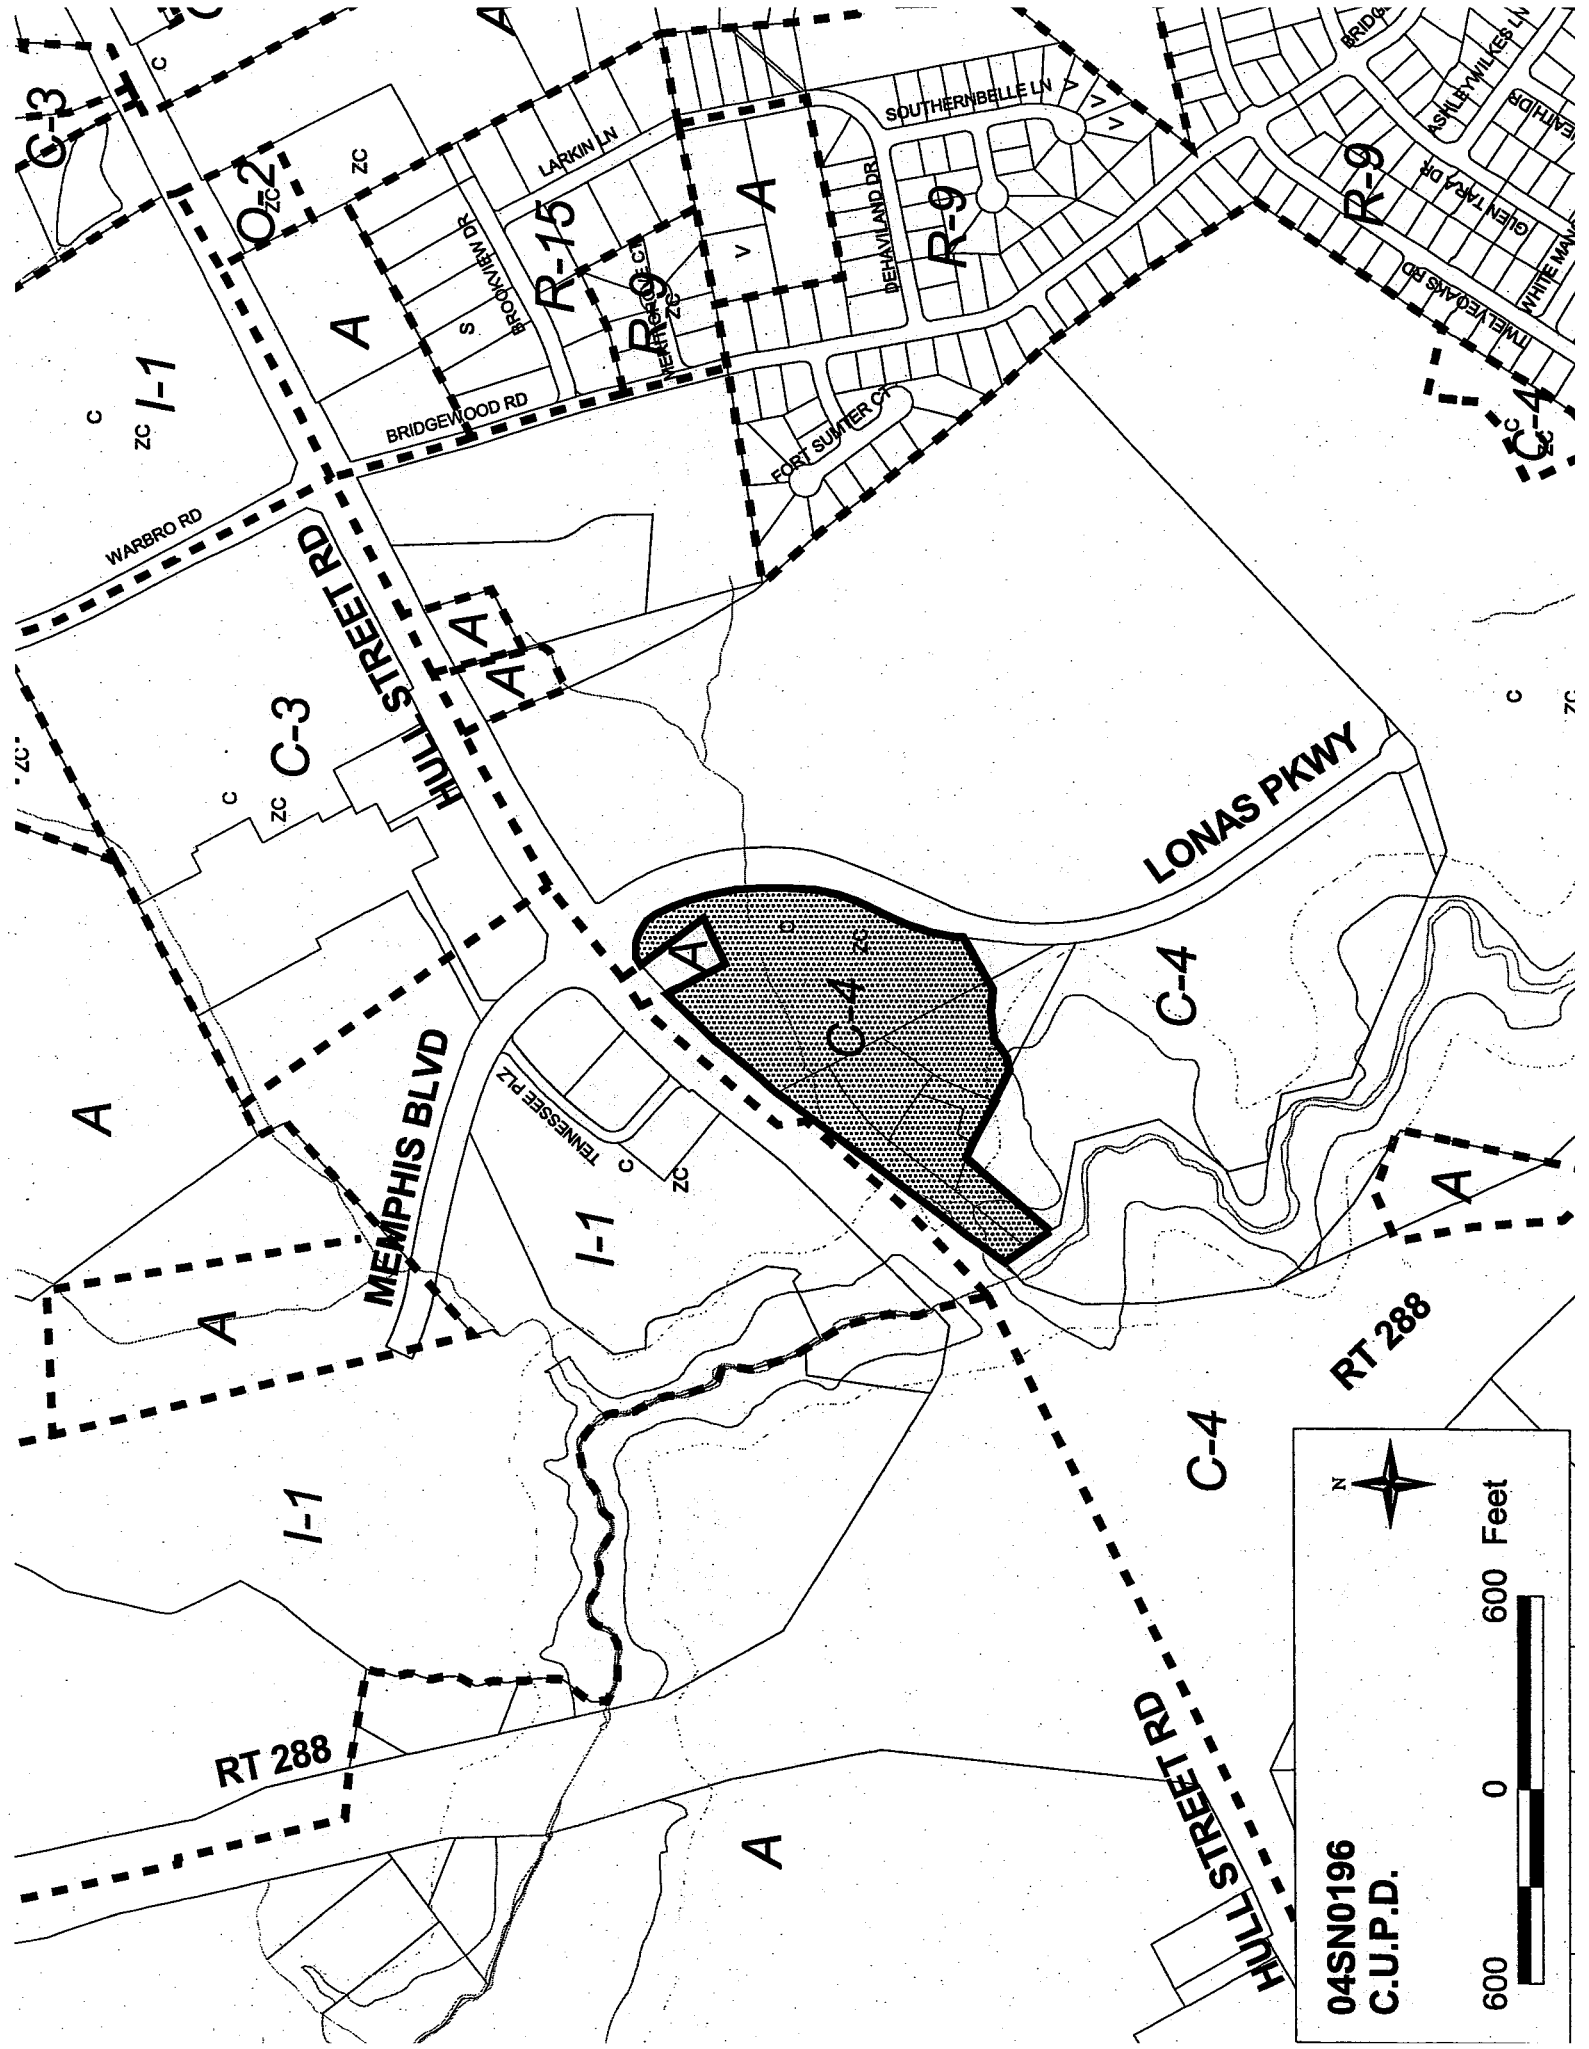 C-3
C
C
A
O-2
ZC
ZC
C
I-1
ZC
A
S
BROOKVIEW DR
LARKIN LN
R-15
R-9
ZC
A
V
SOUTHERNBELLE LN
V
V
V
DEHAVILAND DR
R-9
BRIDGEWOOD RD
FORT SUMTER CT
ASHLEYWILKES LN
R-9
GLEN TARA DR
TWELVEOAKS RD
C-4
C
ZC
WARBRO RD
HULL STREET RD
A
A
C-3
C
ZC
LONAS PKWY
C
ZC
A
C
ZC
C-4
C-4
MEMPHIS BLVD
TENNESSEE PLZ
C
ZC
I-1
A
A
A
RT 288
I-1
C-4
RT 288
A
HULL STREET RD
N
600 0 600 Feet
04SN0196
C.U.P.D.